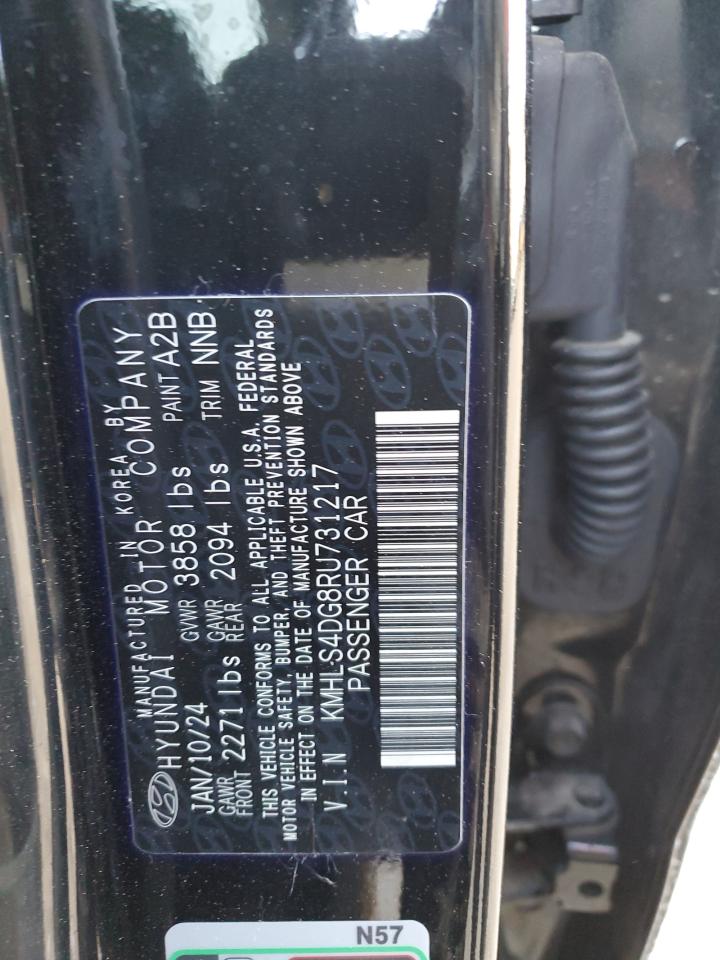 MANUFACTURED IN KOREA BY
HYUNDAI MOTOR COMPANY
JAN/10/24 GVWR 3858 lbs PAINT A2B
GAWR FRONT 2271 lbs GAWR REAR 2094 lbs TRIM NNB
THIS VEHICLE CONFORMS TO ALL APPLICABLE U.S.A. FEDERAL
MOTOR VEHICLE SAFETY, BUMPER, AND THEFT PREVENTION STANDARDS
IN EFFECT ON THE DATE OF MANUFACTURE SHOWN ABOVE
V.I.N KMHLS4DG8RU731217
PASSENGER CAR
N57